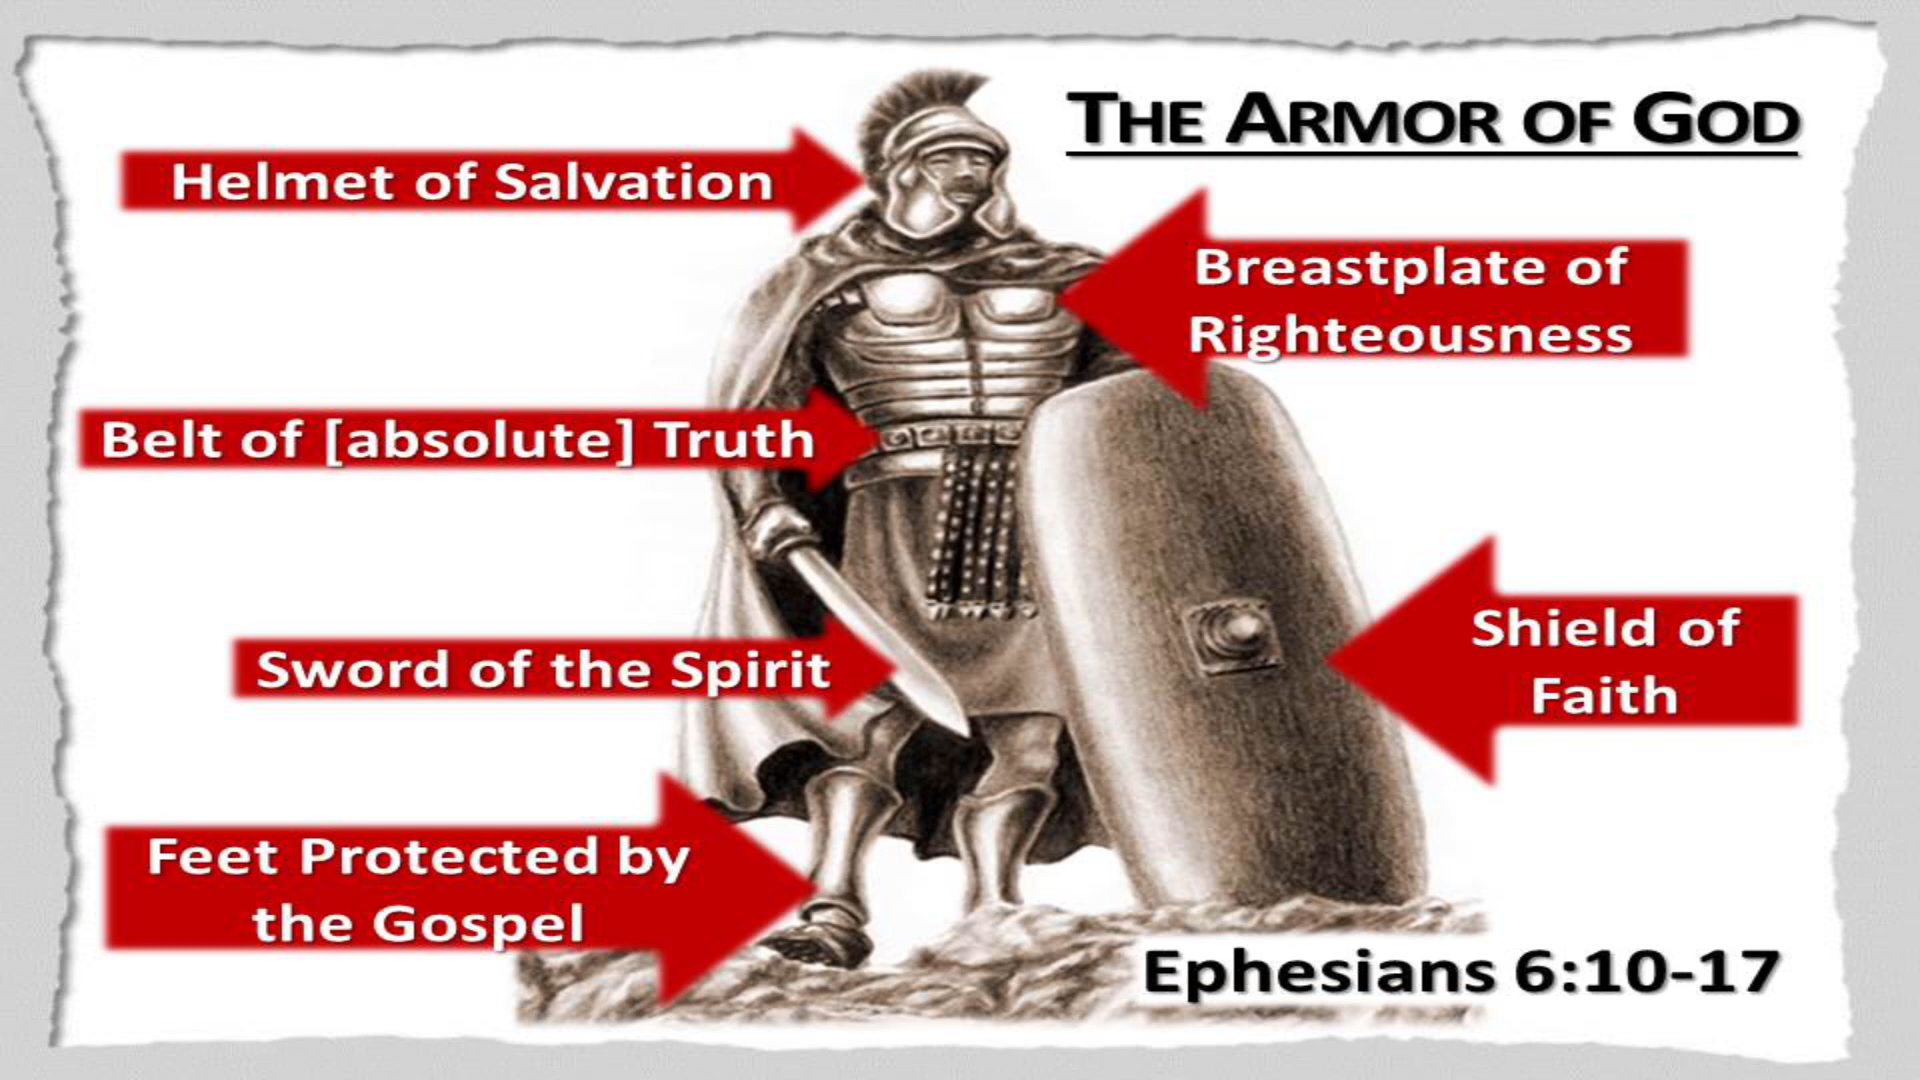 THE ARMOR OF GOD
Helmet of Salvation
Breastplate of
Righteousness
Belt of [absolute] Truth
Sword of the Spirit
Shield of
Faith
Feet Protected by
the Gospel
Ephesians 6:10-17